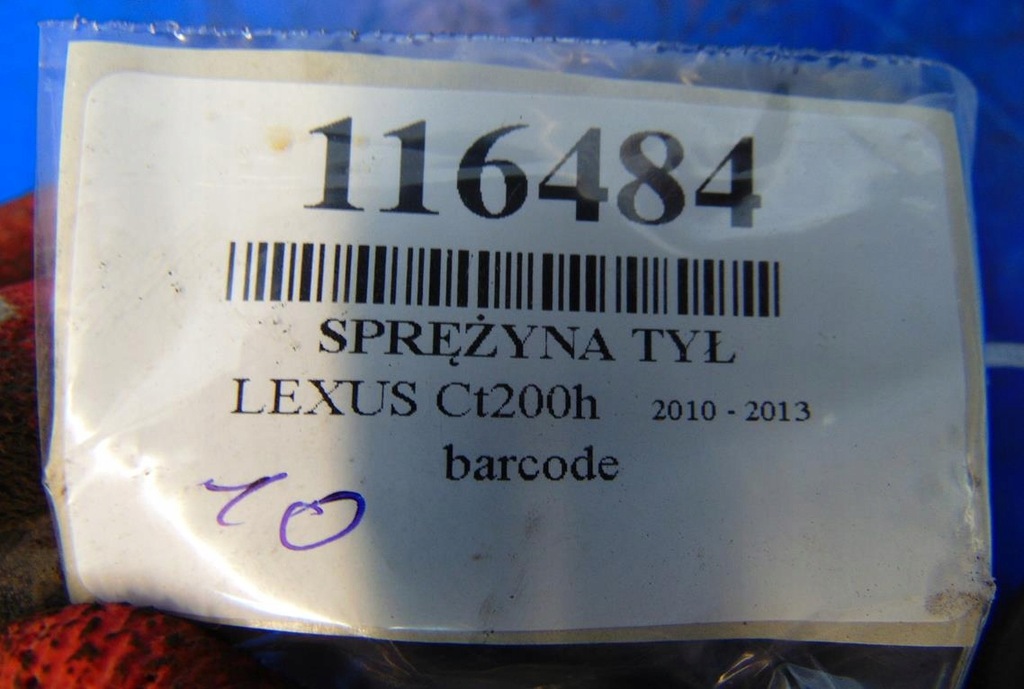 116484
SPRĘŻYNA TYŁ
LEXUS Ct200h 2010 - 2013
barcode
10